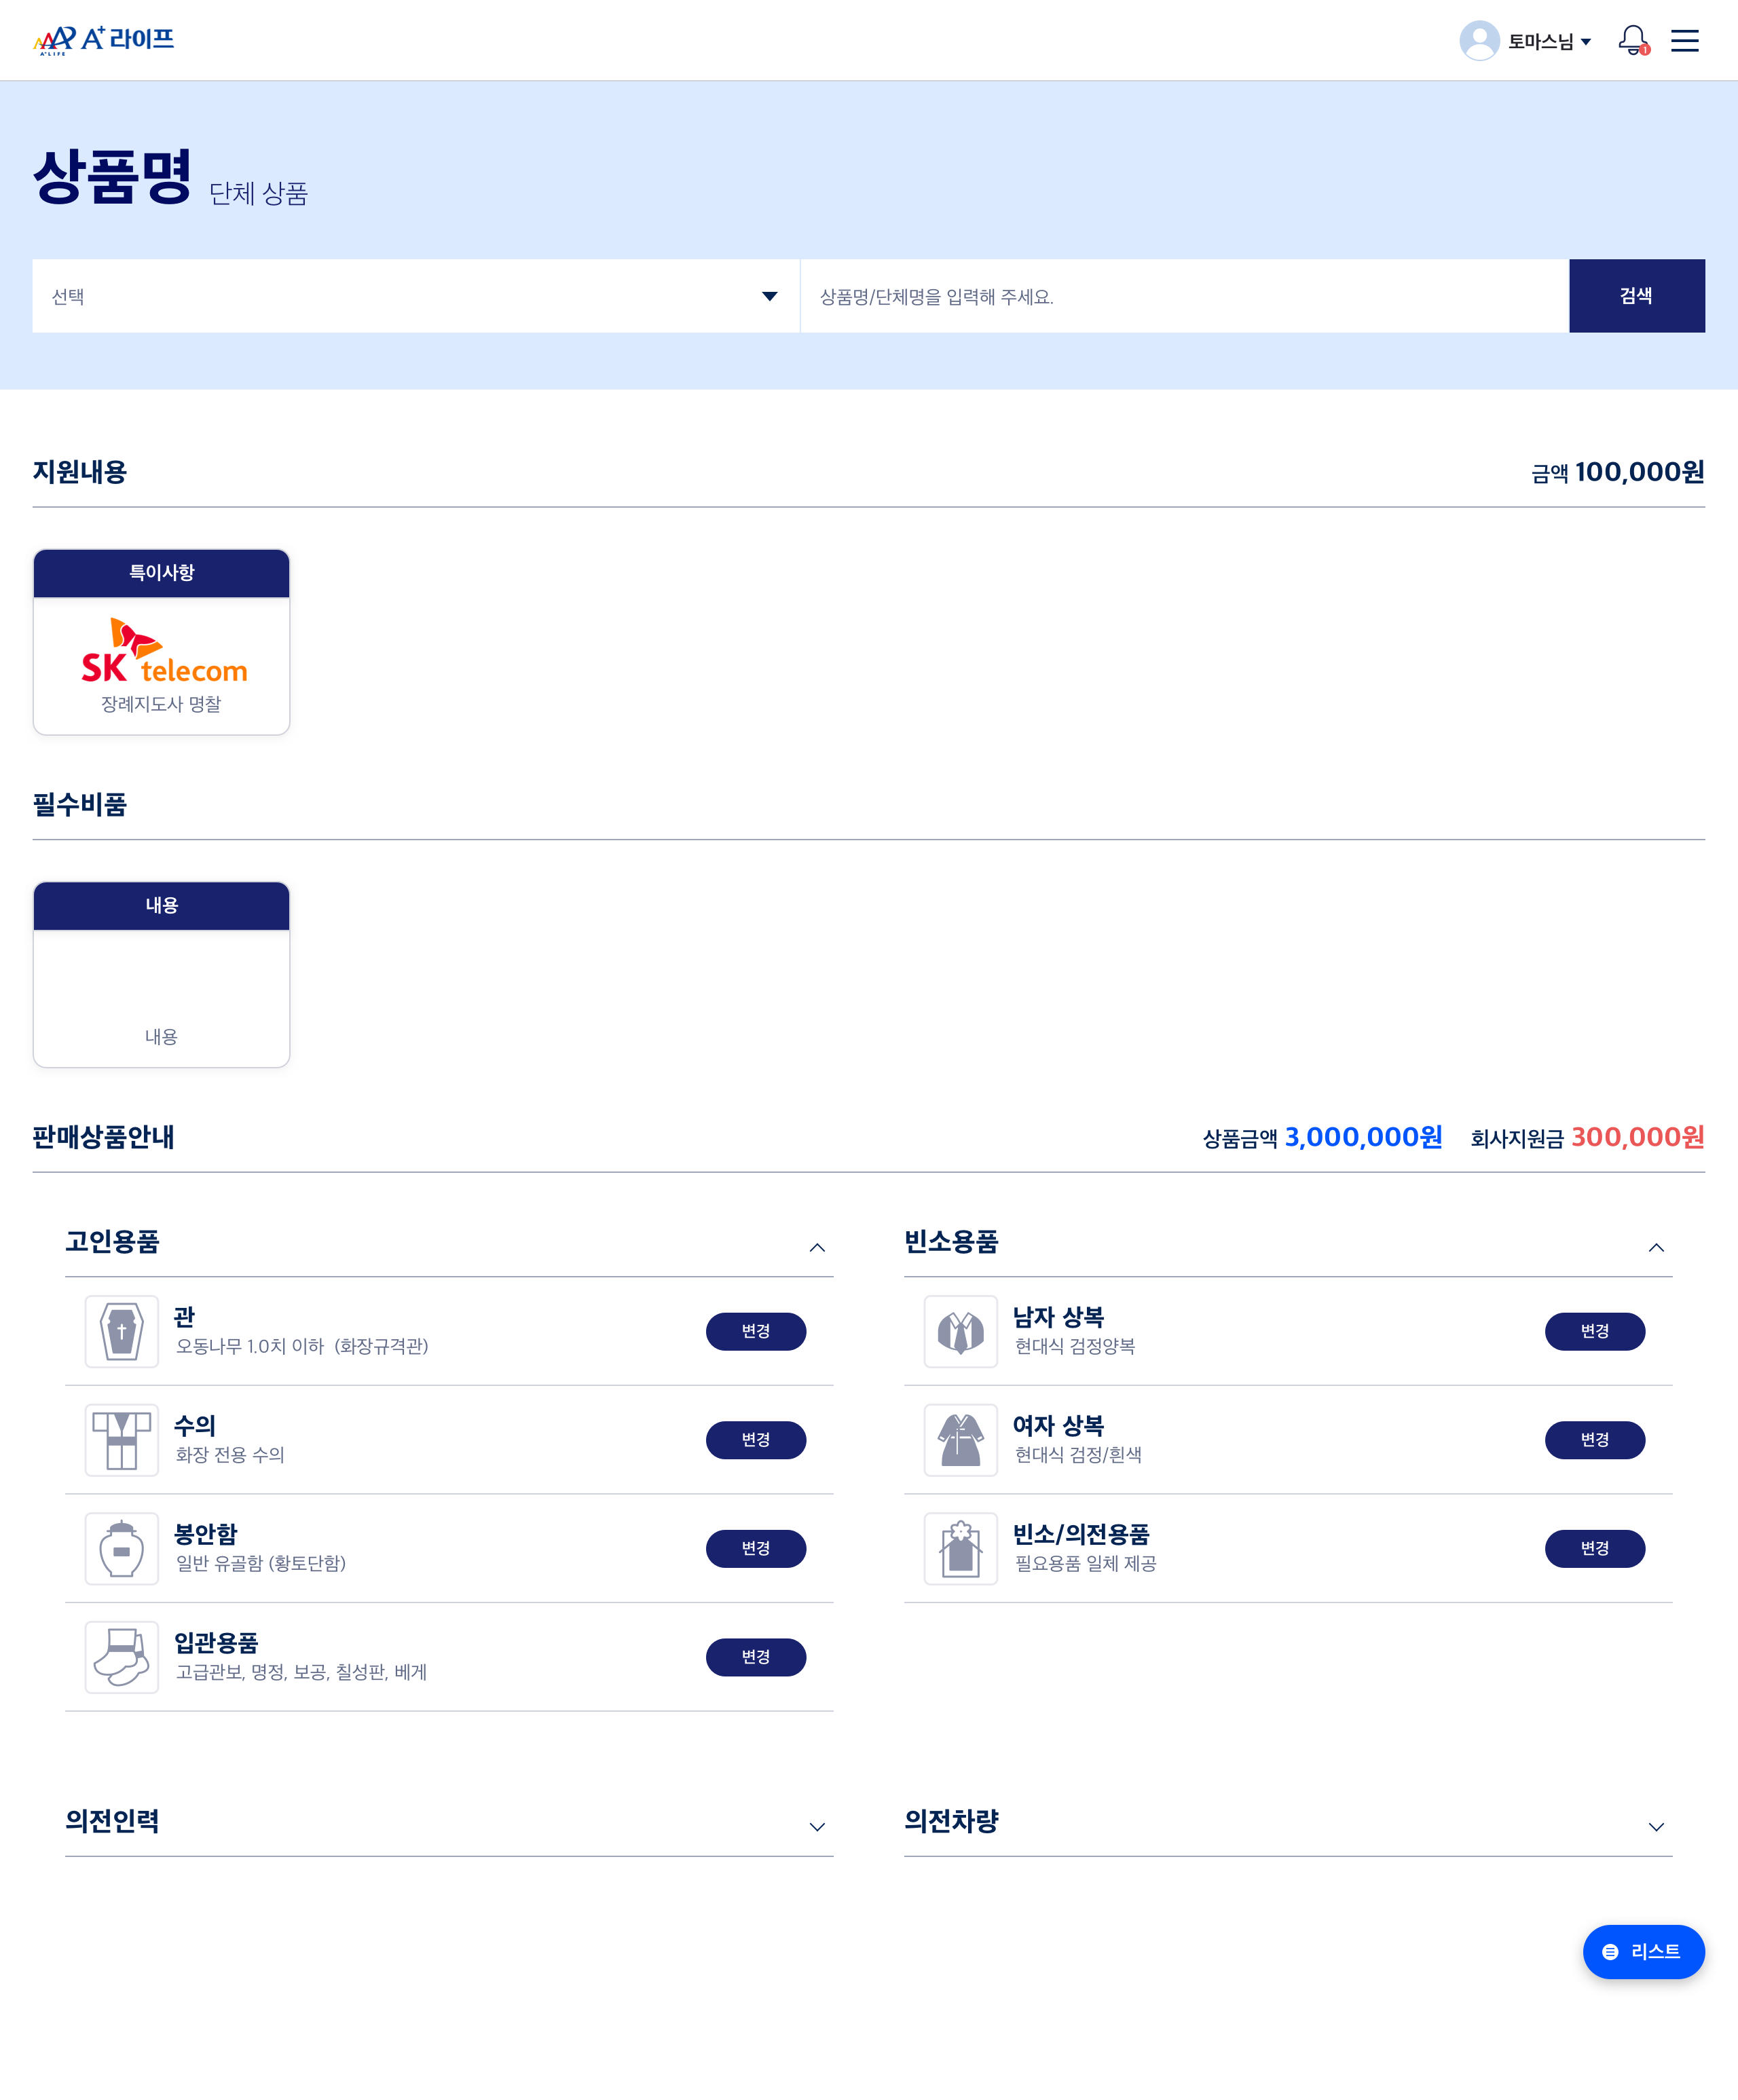 A+LIFE A+라이프
토마스님
1
상품명 단체 상품
선택
상품명/단체명을 입력해 주세요.
검색
지원내용
금액 100,000원
특이사항
SK telecom
장례지도사 명찰
필수비품
내용
내용
판매상품안내
상품금액 3,000,000원 회사지원금 300,000원
고인용품
관
오동나무 1.0치 이하 (화장규격관)
변경
수의
화장 전용 수의
변경
봉안함
일반 유골함 (황토단함)
변경
입관용품
고급관보, 명정, 보공, 칠성판, 베게
변경
빈소용품
남자 상복
현대식 검정양복
변경
여자 상복
현대식 검정/흰색
변경
빈소/의전용품
필요용품 일체 제공
변경
의전인력
의전차량
리스트